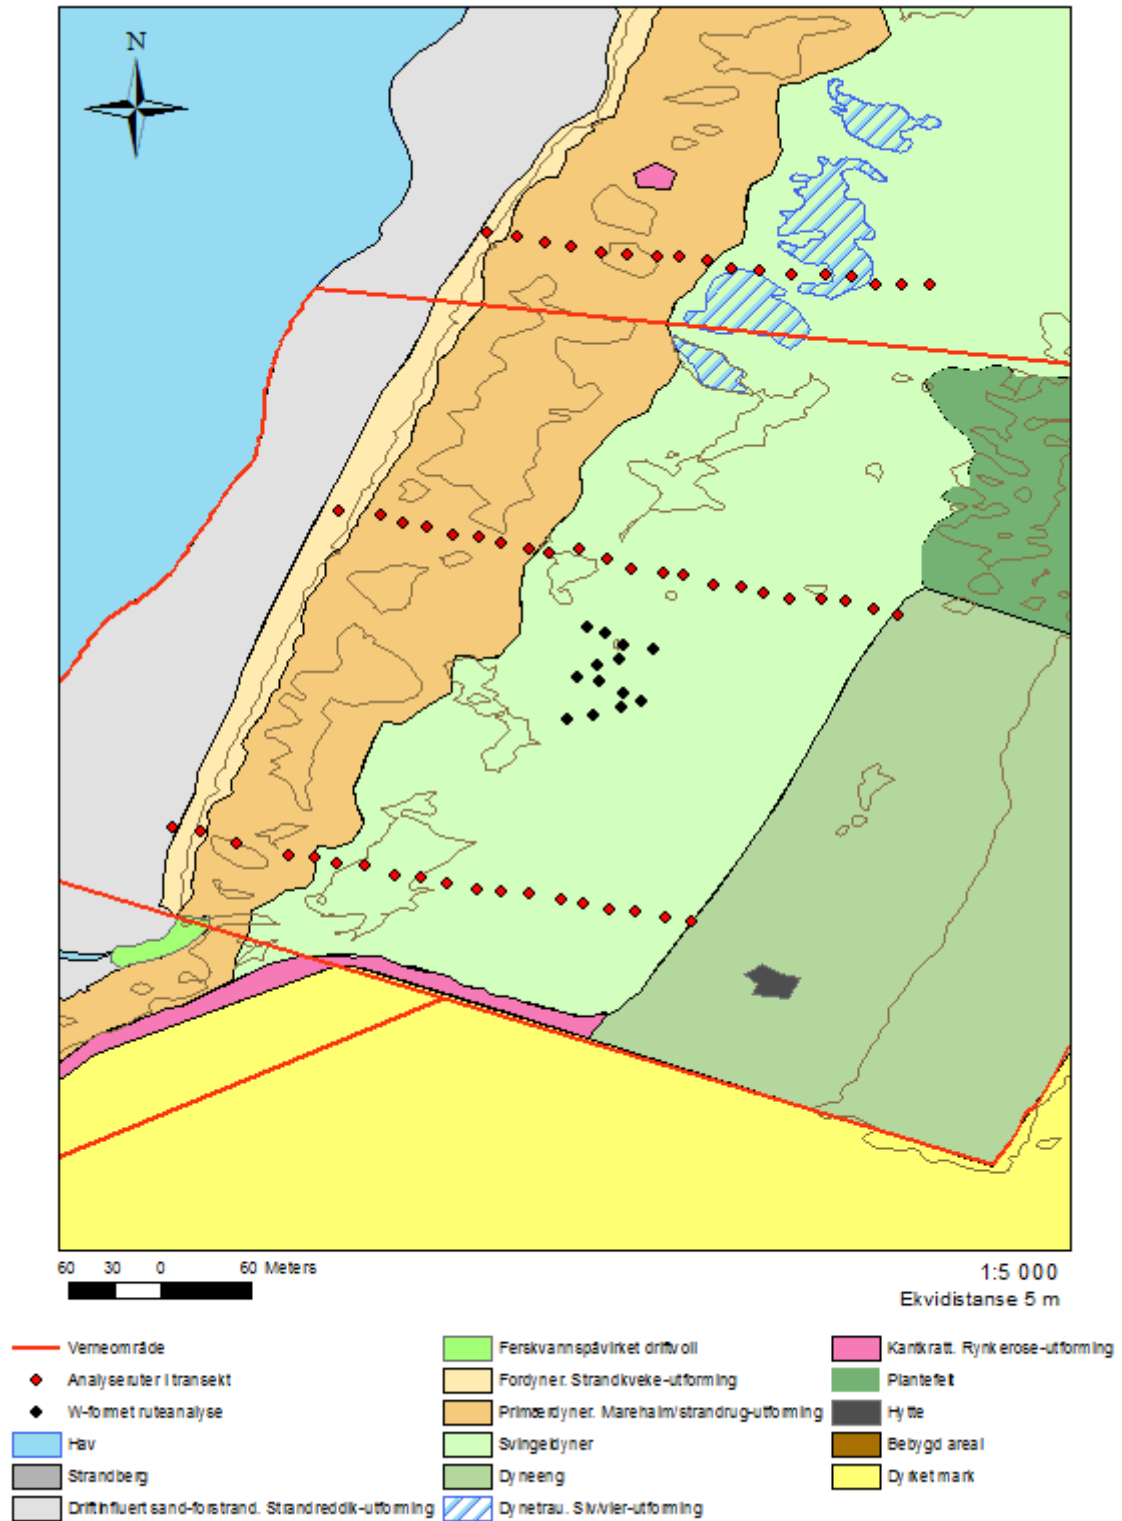 N
60 30 0 60 Meters
1:5 000
Ekvidistanse 5 m
Verneområde
Analyseruter i transekt
W-formet ruteanalyse
Hav
Strandberg
Driftinfluert sand-forstrand. Strandreddik-utforming
Ferskvannspåvirket driftvoll
Fordyner. Strandkveke-utforming
Primærdyner. Marehalm/strandrug-utforming
Svingeldyner
Dyneeng
Dynetrau. Siv/vier-utforming
Kantkratt. Rynkerose-utforming
Plantefelt
Hytte
Bebygd areal
Dyrket mark